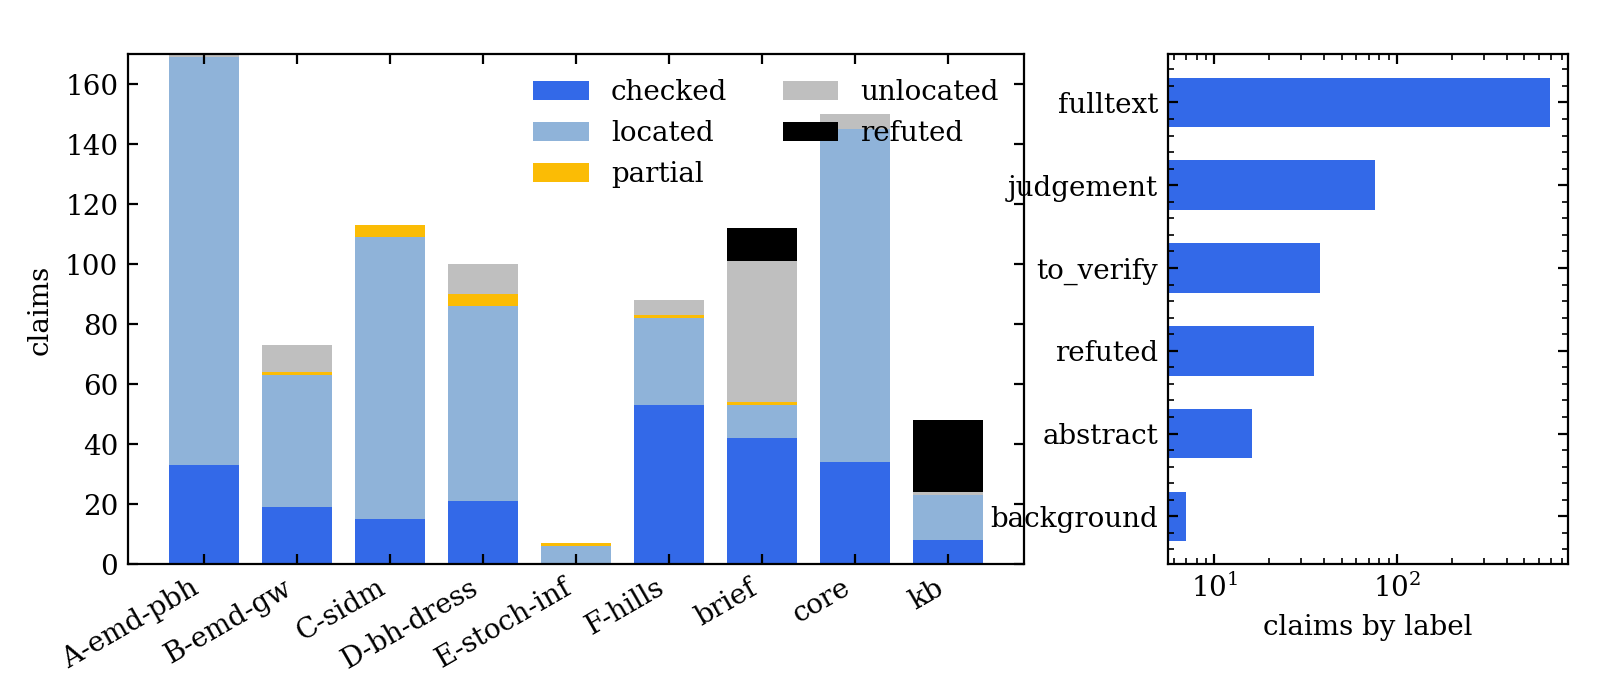 160
140
120
100
80
60
40
20
0
claims
checked
located
partial
unlocated
refuted
A-emd-pbh
B-emd-gw
C-sidm
D-bh-dress
E-stoch-inf
F-hills
brief
core
kb
fulltext
judgement
to_verify
refuted
abstract
background
10¹
10²
claims by label